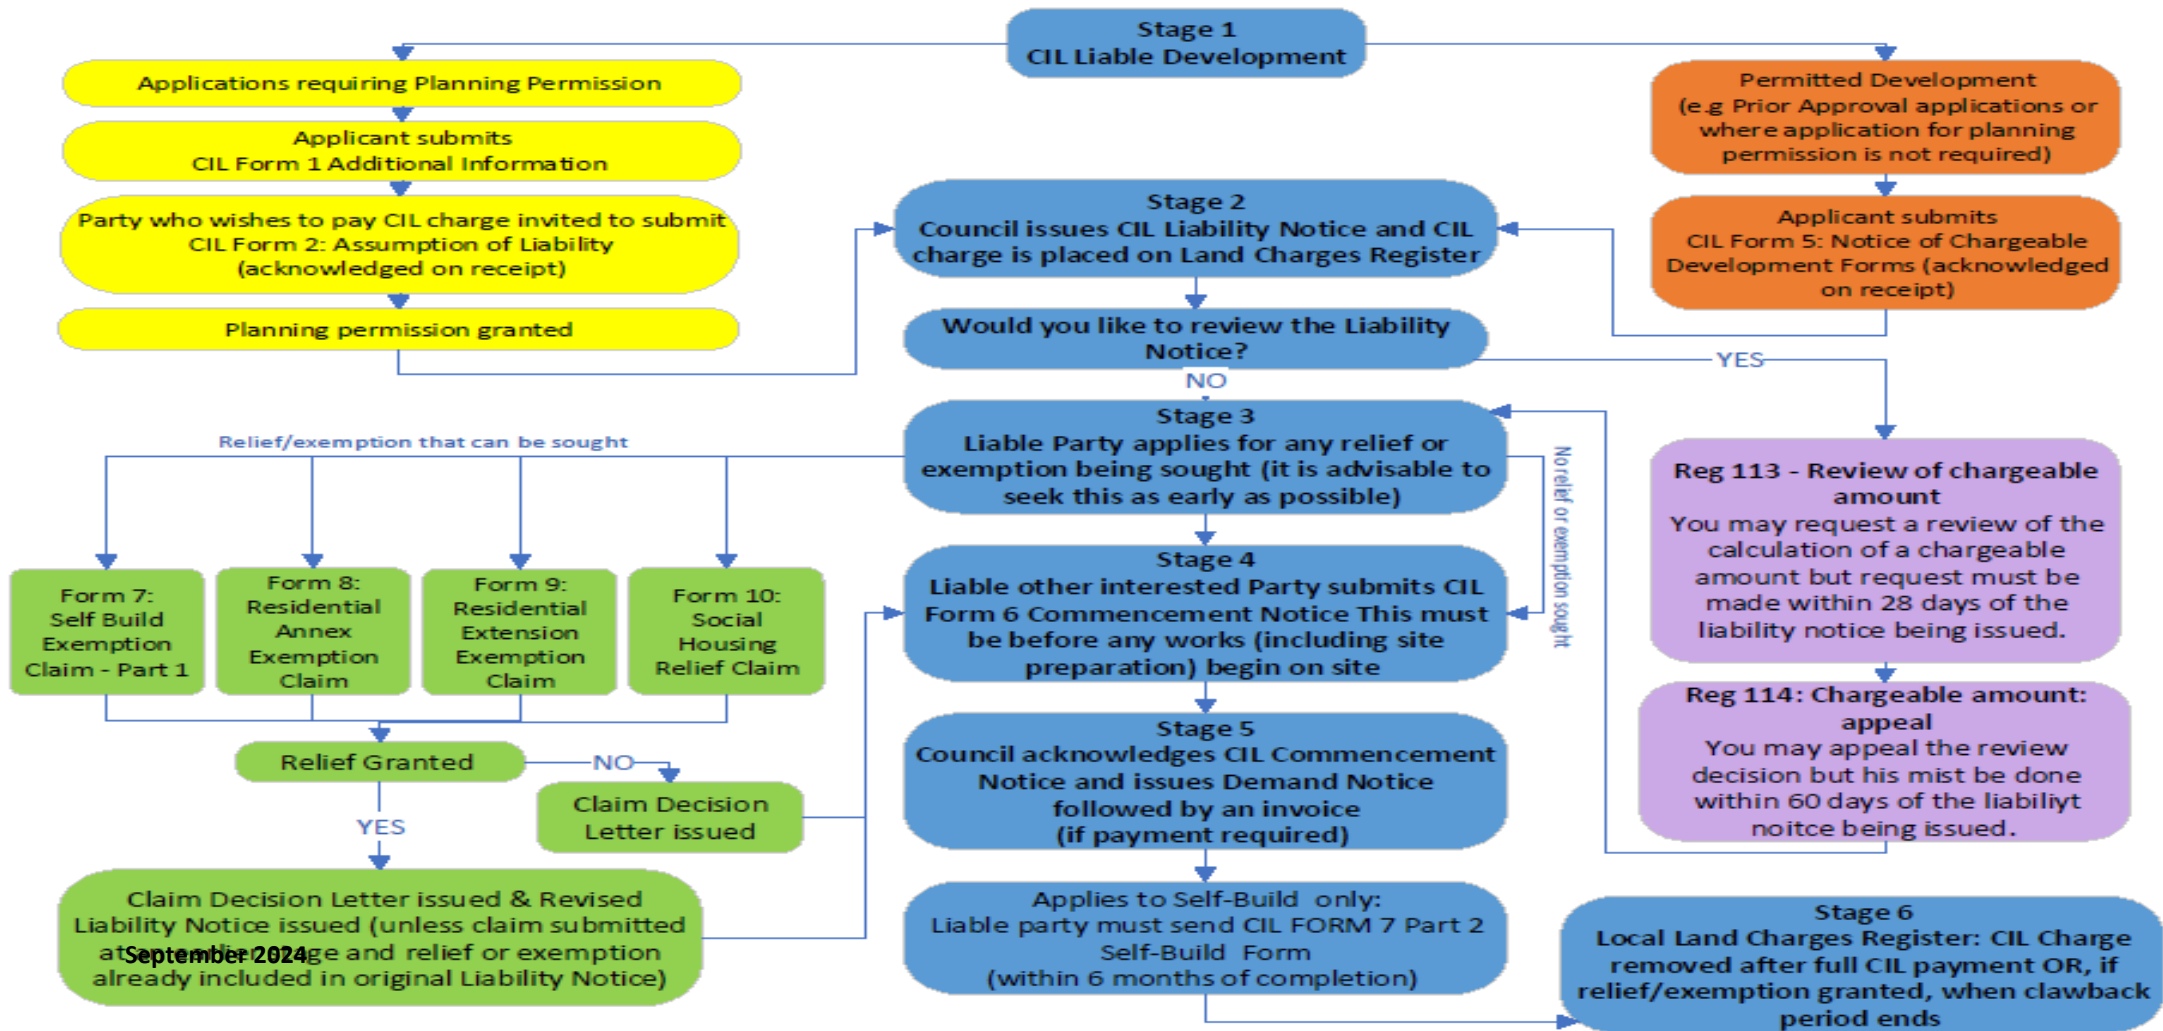 Stage 1
CIL Liable Development
Applications requiring Planning Permission
Applicant submits
CIL Form 1 Additional Information
Party who wishes to pay CIL charge invited to submit
CIL Form 2: Assumption of Liability
(acknowledged on receipt)
Planning permission granted
Permitted Development
(e.g Prior Approval applications or
where application for planning
permission is not required)
Applicant submits
CIL Form 5: Notice of Chargeable
Development Forms (acknowledged
on receipt)
Stage 2
Council issues CIL Liability Notice and CIL
charge is placed on Land Charges Register
Would you like to review the Liability
Notice?
YES
NO
Stage 3
Liable Party applies for any relief or
exemption being sought (it is advisable to
seek this as early as possible)
Relief/exemption that can be sought
No relief or exemption sought
Reg 113 - Review of chargeable
amount
You may request a review of the
calculation of a chargeable
amount but request must be
made within 28 days of the
liability notice being issued.
Reg 114: Chargeable amount:
appeal
You may appeal the review
decision but his mist be done
within 60 days of the liabiliyt
noitce being issued.
Form 7:
Self Build
Exemption
Claim - Part 1
Form 8:
Residential
Annex
Exemption
Claim
Form 9:
Residential
Extension
Exemption
Claim
Form 10:
Social
Housing
Relief Claim
Relief Granted
NO
Claim Decision
Letter issued
YES
Claim Decision Letter issued & Revised
Liability Notice issued (unless claim submitted
at an earlier stage and relief or exemption
already included in original Liability Notice)
September 2024
Stage 4
Liable other interested Party submits CIL
Form 6 Commencement Notice This must
be before any works (including site
preparation) begin on site
Stage 5
Council acknowledges CIL Commencement
Notice and issues Demand Notice
followed by an invoice
(if payment required)
Applies to Self-Build only:
Liable party must send CIL FORM 7 Part 2
Self-Build Form
(within 6 months of completion)
Stage 6
Local Land Charges Register: CIL Charge
removed after full CIL payment OR, if
relief/exemption granted, when clawback
period ends